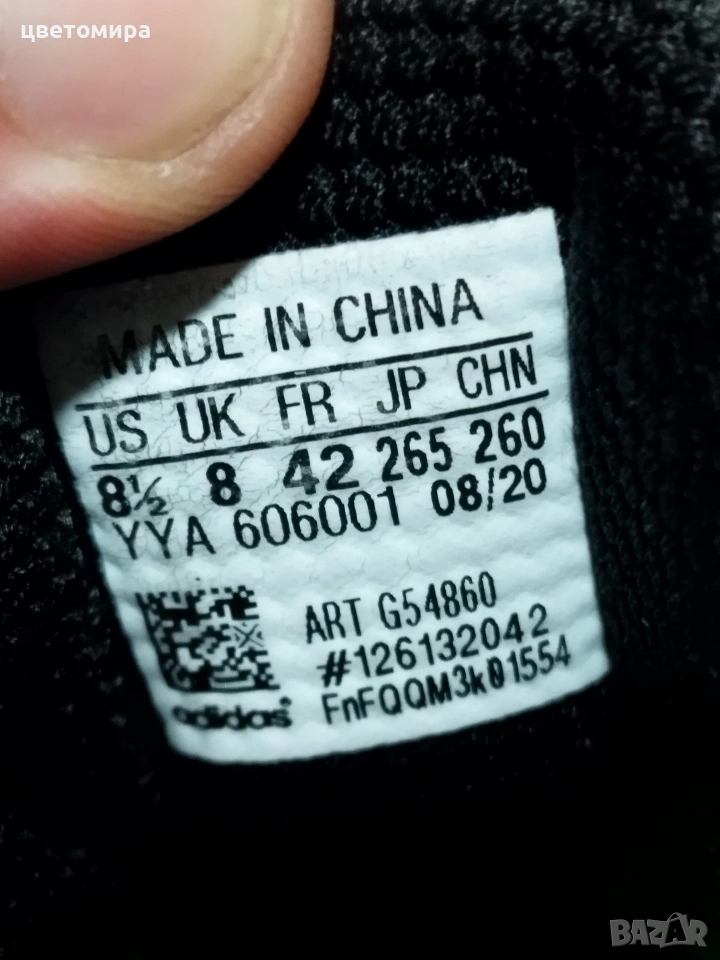 цветомира
MADE IN CHINA
US UK FR JP CHN
8½ 8 42 265 260
YYA 606001 08/20
ART G54860
#126132042
FnFQQM3k01554
adidas®
BAZAR